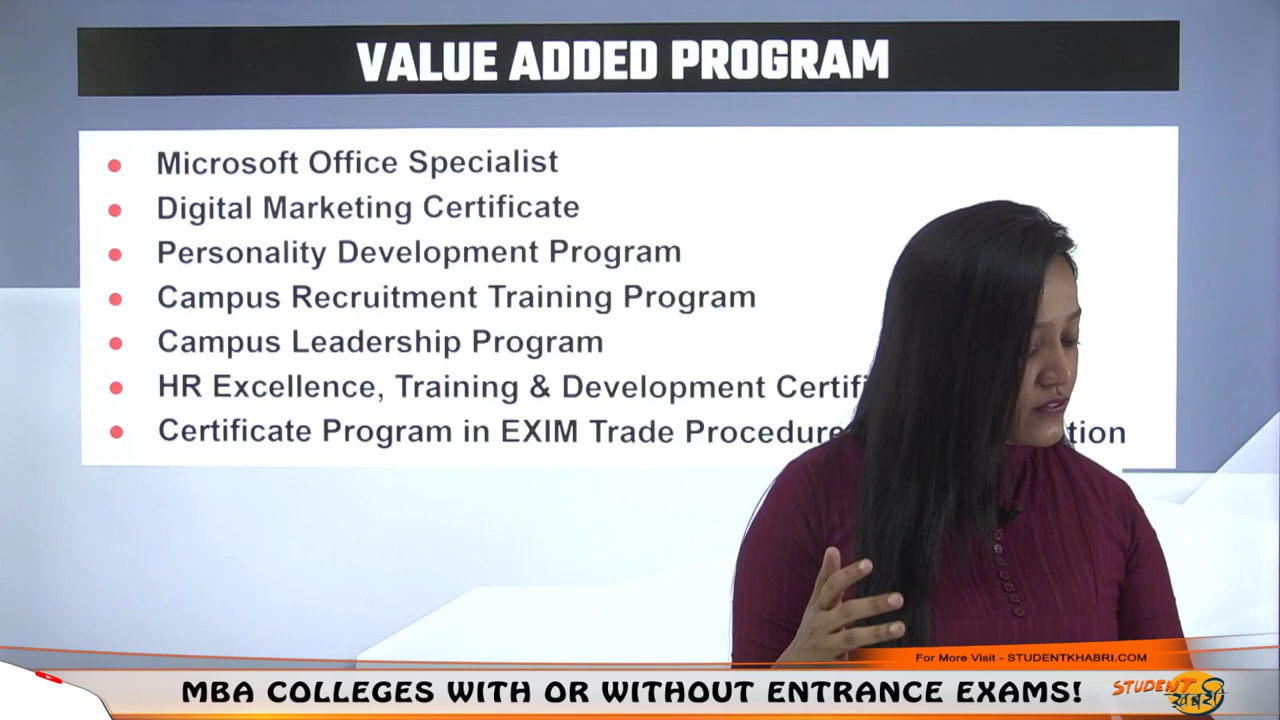 VALUE ADDED PROGRAM
Microsoft Office Specialist
Digital Marketing Certificate
Personality Development Program
Campus Recruitment Training Program
Campus Leadership Program
HR Excellence, Training & Development
Certificate Program in EXIM Trade
For More Visit - STUDENTKHABRI.COM
MBA COLLEGES WITH OR WITHOUT ENTRANCE EXAMS!
STUDENT
खबरी